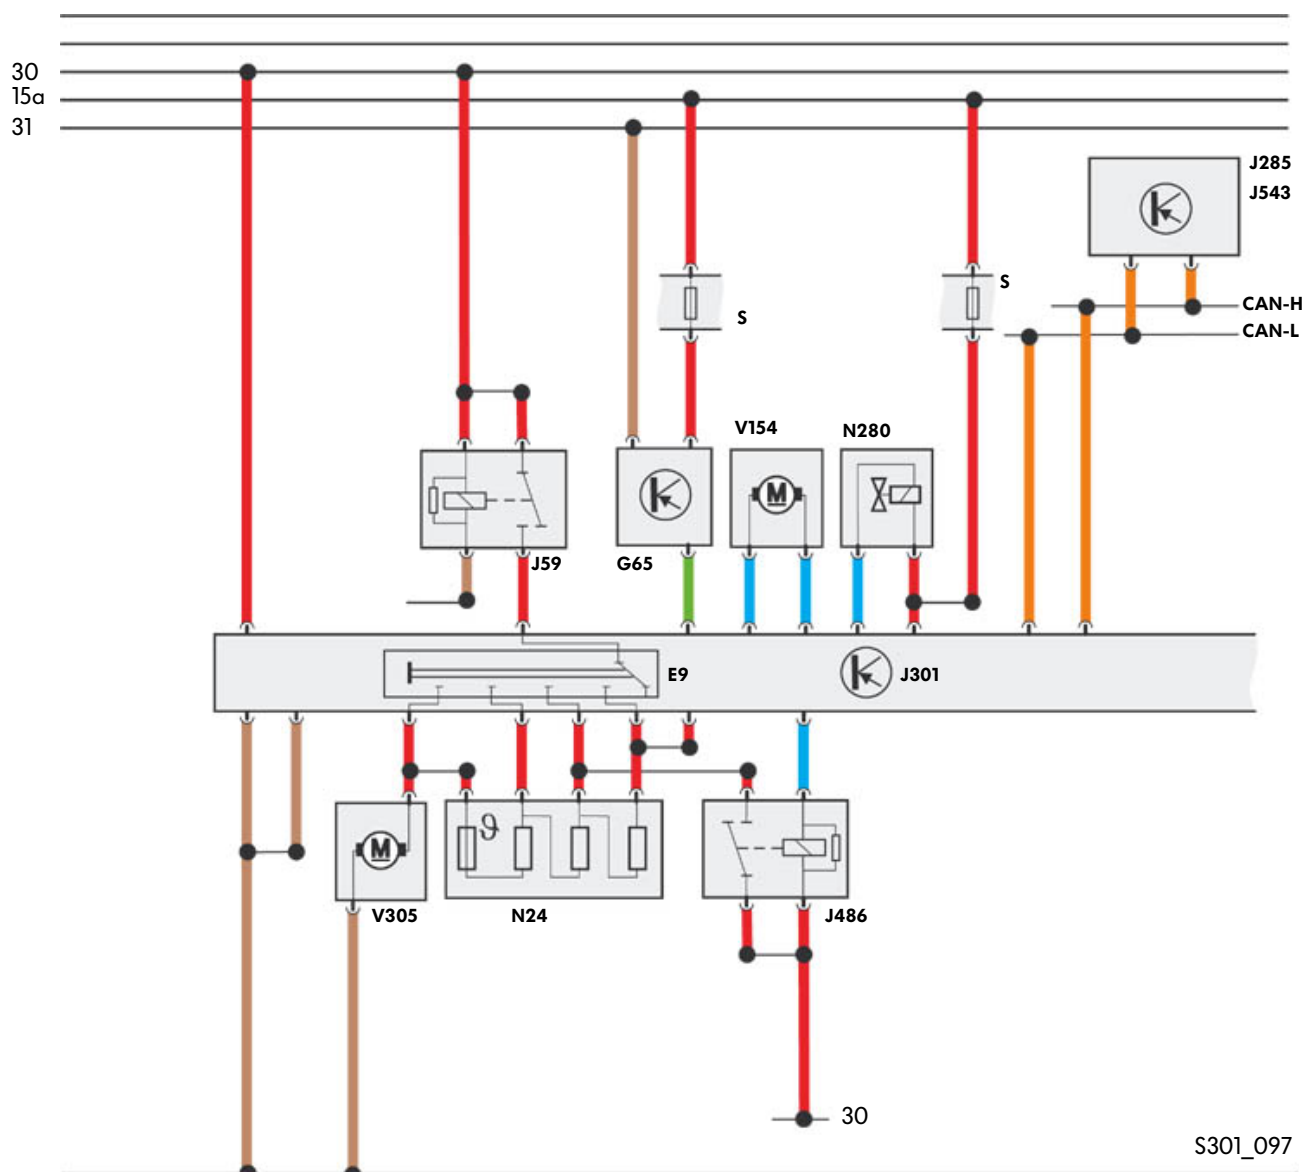 30
15a
31
J285
J543
S
S
CAN-H
CAN-L
V154
N280
M
J59
G65
E9
J301
M
ϑ
V305
N24
J486
30
S301_097